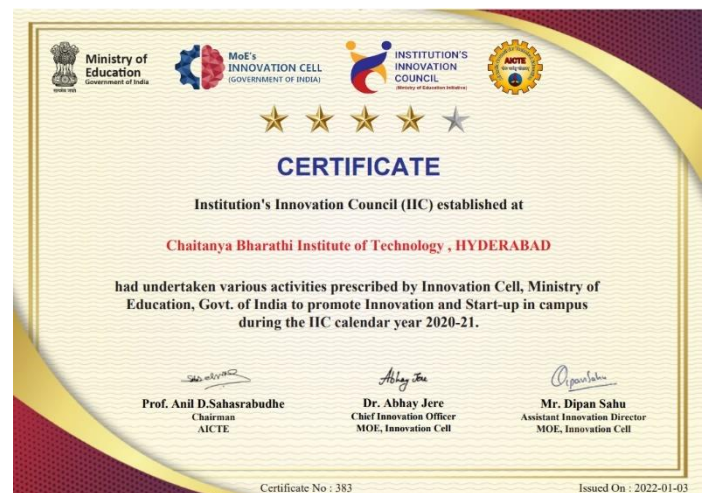 Ministry of
Education
Government of India
MoE's
INNOVATION CELL
(GOVERNMENT OF INDIA)
INSTITUTION'S
INNOVATION
COUNCIL
(Ministry of Education Initiative)
AICTE
CERTIFICATE
Institution's Innovation Council (IIC) established at
Chaitanya Bharathi Institute of Technology , HYDERABAD
had undertaken various activities prescribed by Innovation Cell, Ministry of
Education, Govt. of India to promote Innovation and Start-up in campus
during the IIC calendar year 2020-21.
Abhay Jere
Dipan Sahu
Prof. Anil D.Sahasrabudhe
Chairman
AICTE
Dr. Abhay Jere
Chief Innovation Officer
MOE, Innovation Cell
Mr. Dipan Sahu
Assistant Innovation Director
MOE, Innovation Cell
Certificate No : 383
Issued On : 2022-01-03